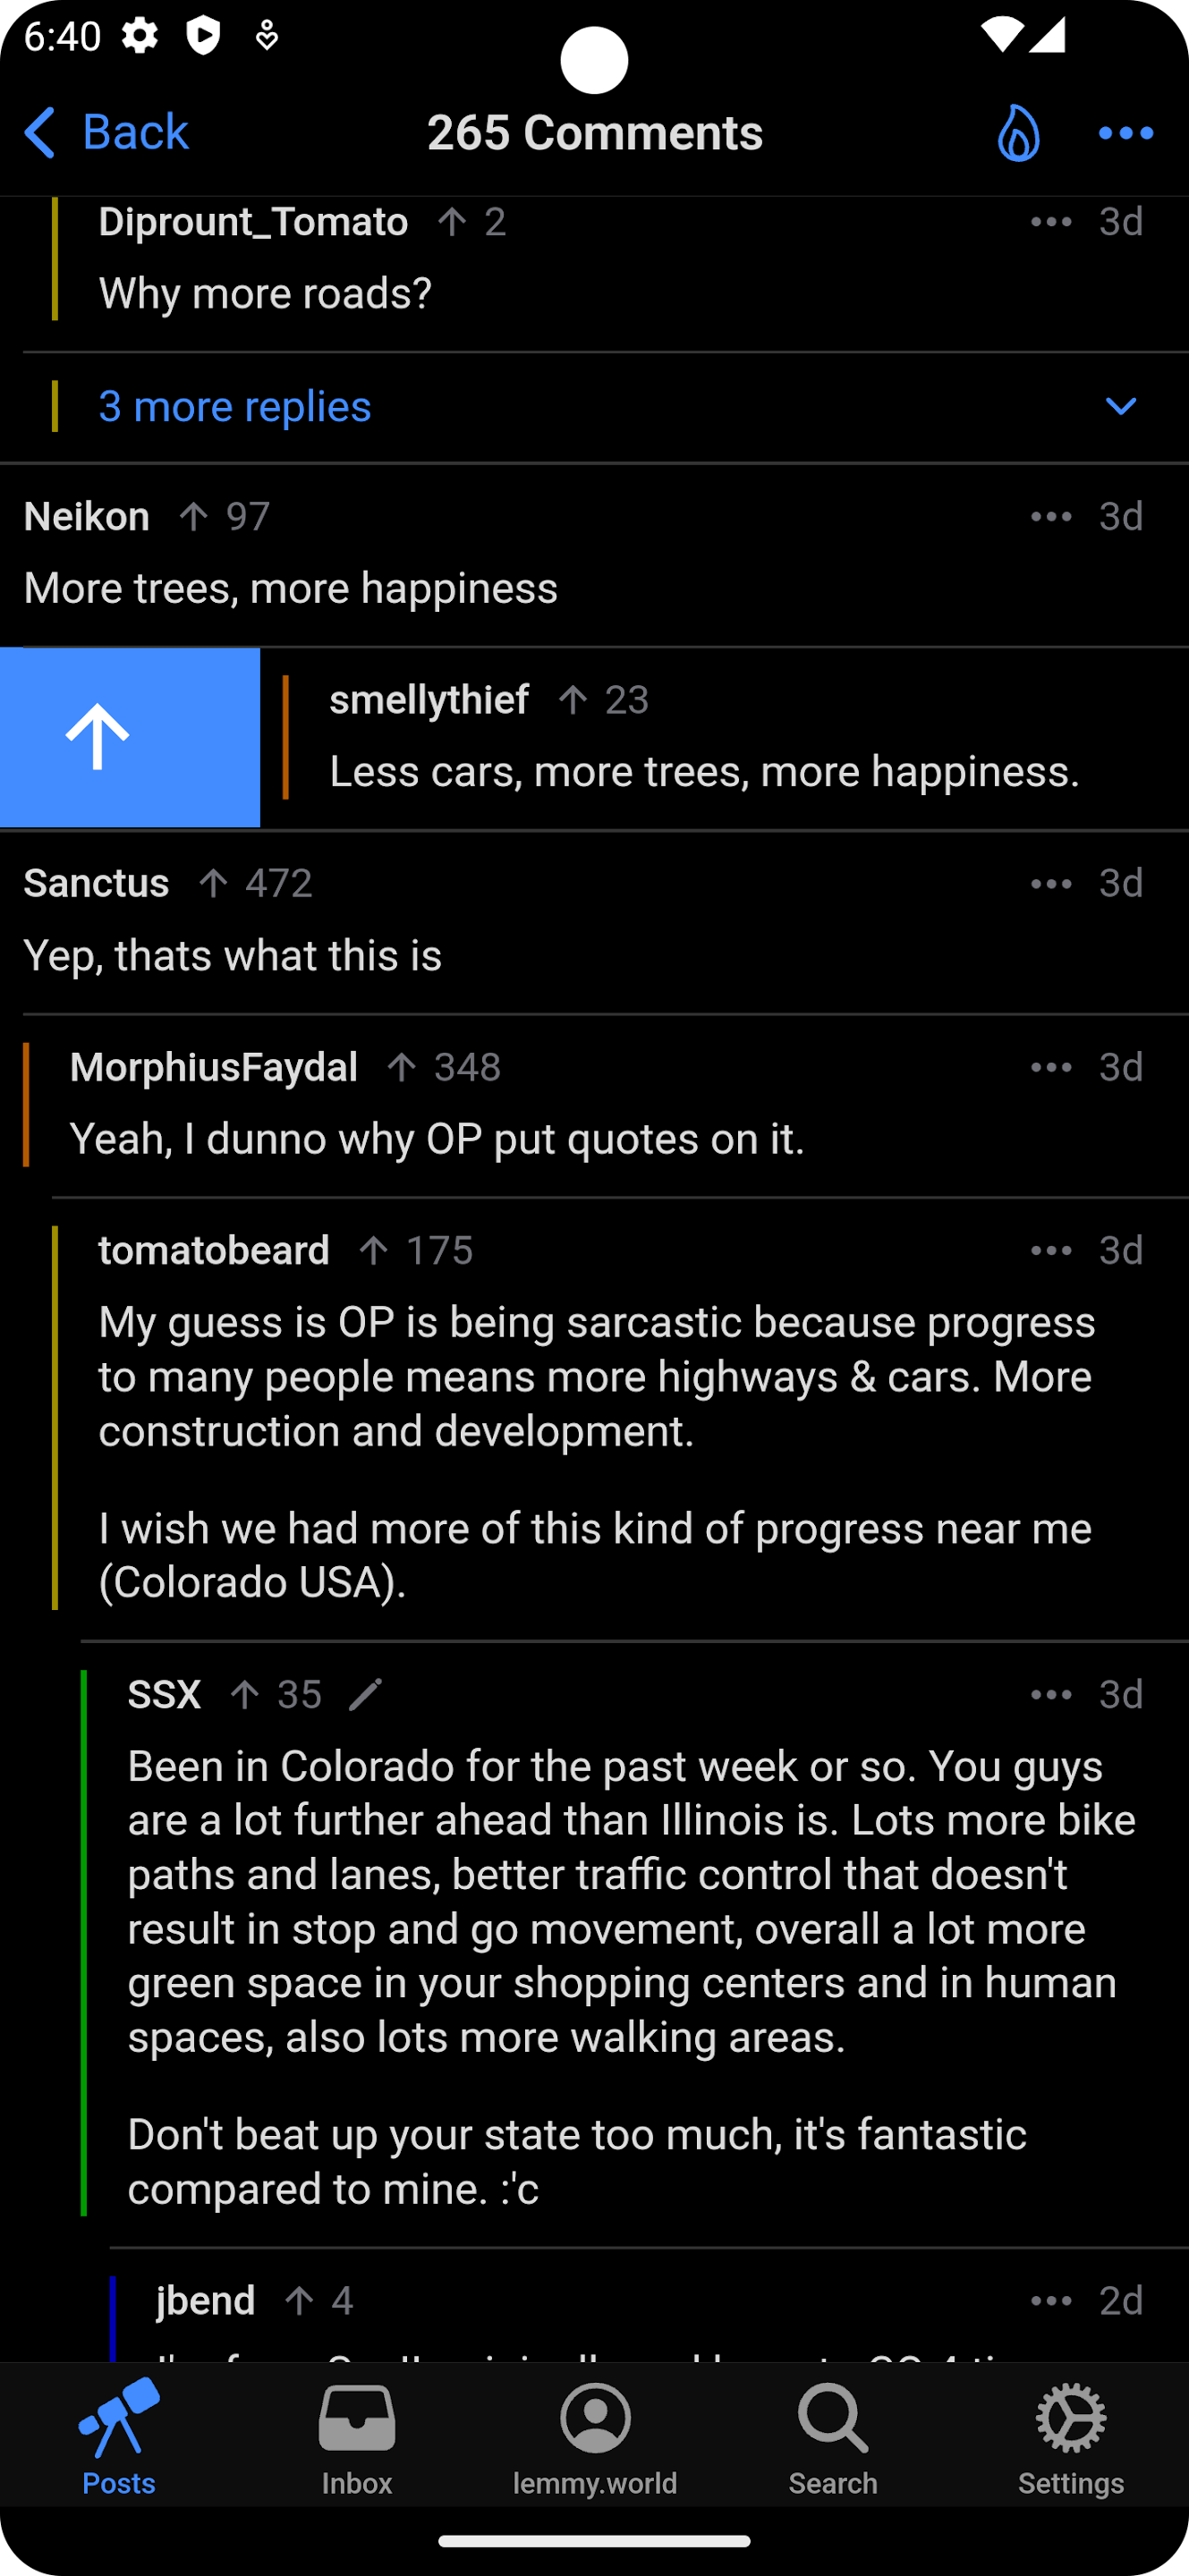 6:40
Back
265 Comments
Diprount_Tomato 2 3d
Why more roads?
3 more replies
Neikon 97 3d
More trees, more happiness
smellythief 23
Less cars, more trees, more happiness.
Sanctus 472 3d
Yep, thats what this is
MorphiusFaydal 348 3d
Yeah, I dunno why OP put quotes on it.
tomatobeard 175 3d
My guess is OP is being sarcastic because progress
to many people means more highways & cars. More
construction and development.
I wish we had more of this kind of progress near me
(Colorado USA).
SSX 35 3d
Been in Colorado for the past week or so. You guys
are a lot further ahead than Illinois is. Lots more bike
paths and lanes, better traffic control that doesn't
result in stop and go movement, overall a lot more
green space in your shopping centers and in human
spaces, also lots more walking areas.
Don't beat up your state too much, it's fantastic
compared to mine. :'c
jbend 4 2d
Posts
Inbox
lemmy.world
Search
Settings